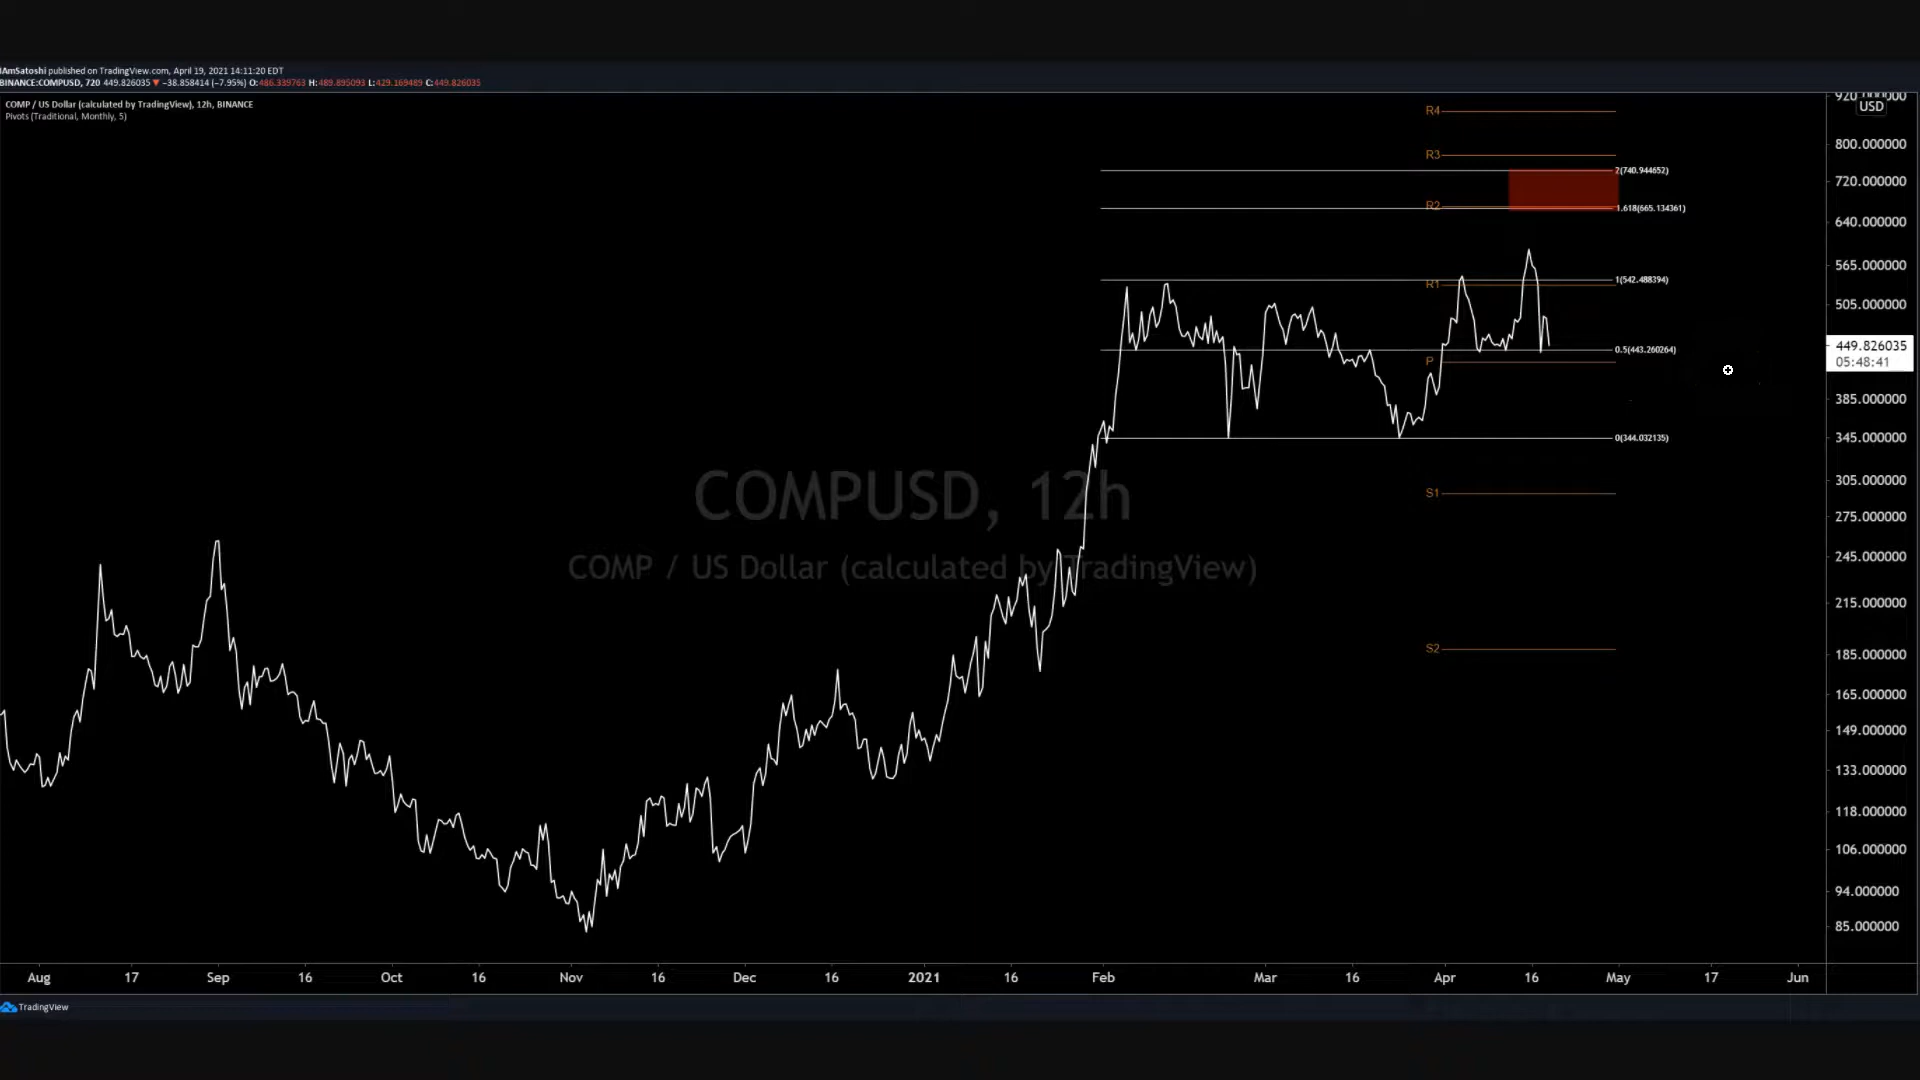 IAmSatoshi published on TradingView.com, April 19, 2021 14:11:20 EDT
BINANCE:COMPUSD, 720 449.826035 ▼ −38.858414 (−7.95%) O:486.339763 H:489.895093 L:429.169489 C:449.826035
COMP / US Dollar (calculated by TradingView), 12h, BINANCE
Pivots (Traditional, Monthly, 5)
920.000000
USD
R4
800.000000
R3
2(740.944652)
720.000000
R2
1.618(665.134361)
640.000000
565.000000
1(542.488394)
R1
505.000000
449.826035
0.5(443.260264)
05:48:41
P
385.000000
345.000000
0(344.032135)
305.000000
S1
COMPUSD, 12h
275.000000
245.000000
COMP / US Dollar (calculated by TradingView)
215.000000
S2
185.000000
165.000000
149.000000
133.000000
118.000000
106.000000
94.000000
85.000000
Aug 17 Sep 16 Oct 16 Nov 16 Dec 16 2021 16 Feb Mar 16 Apr 16 May 17 Jun
TradingView